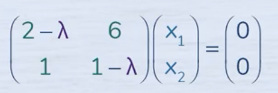 (2-λ 6) (x₁) = (0)
(1 1-λ) (x₂) = (0)